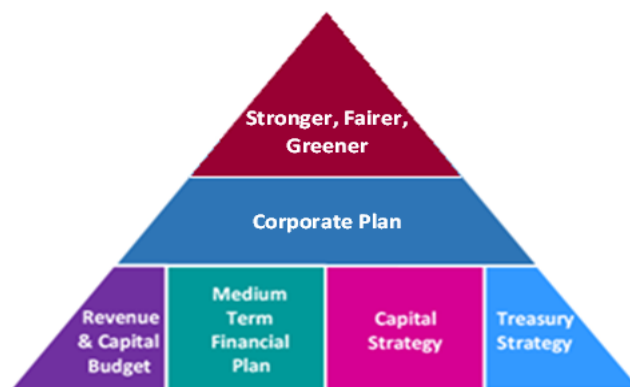 Stronger, Fairer,
Greener
Corporate Plan
Revenue
& Capital
Budget
Medium
Term
Financial
Plan
Capital
Strategy
Treasury
Strategy